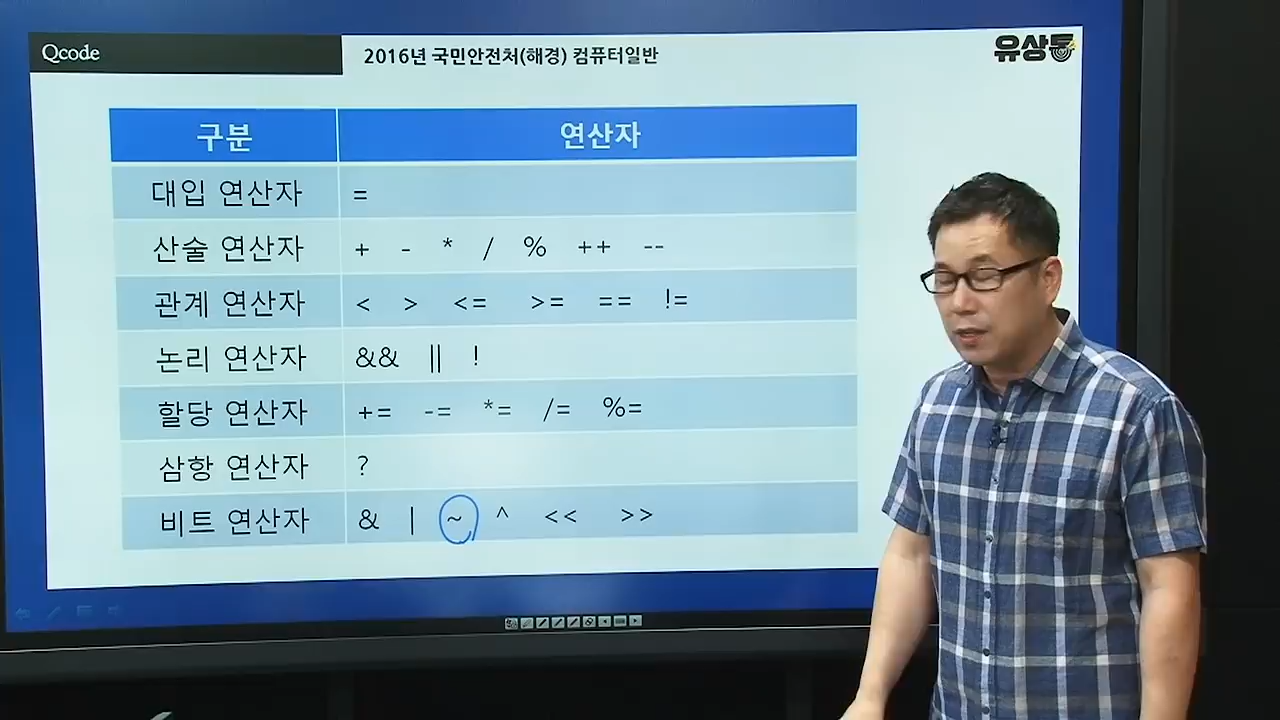 Qcode
2016년 국민안전처(해경) 컴퓨터일반
유상통
구분 연산자
대입 연산자 =
산술 연산자 + - * / % ++ --
관계 연산자 < > <= >= == !=
논리 연산자 && || !
할당 연산자 += -= *= /= %=
삼항 연산자 ?
비트 연산자 & | ~ ^ << >>